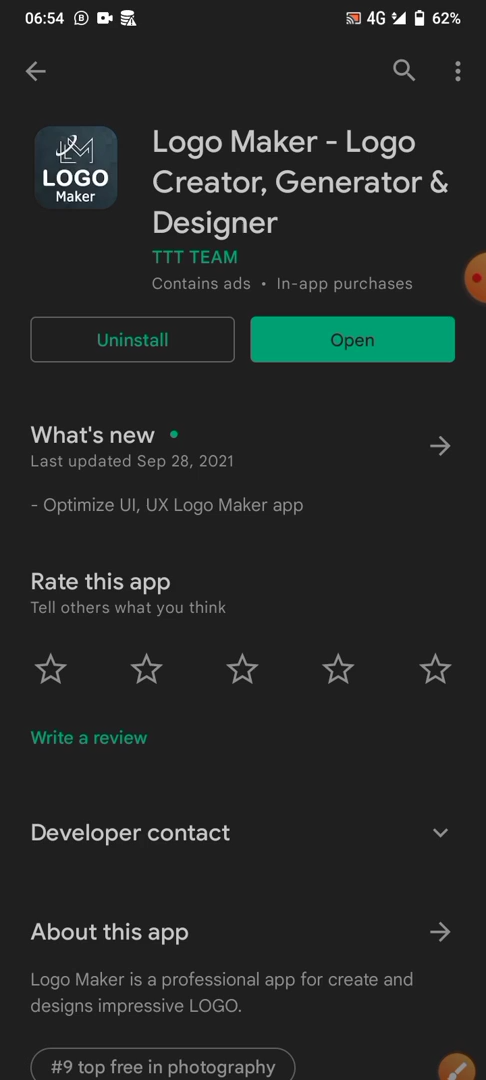 06:54
4G
62%
LOGO
Maker
Logo Maker - Logo
Creator, Generator &
Designer
TTT TEAM
Contains ads • In-app purchases
Uninstall
Open
What's new
Last updated Sep 28, 2021
- Optimize UI, UX Logo Maker app
Rate this app
Tell others what you think
Write a review
Developer contact
About this app
Logo Maker is a professional app for create and
designs impressive LOGO.
#9 top free in photography